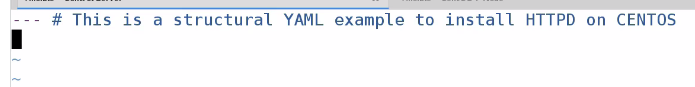 --- # This is a structural YAML example to install HTTPD on CENTOS
~
~